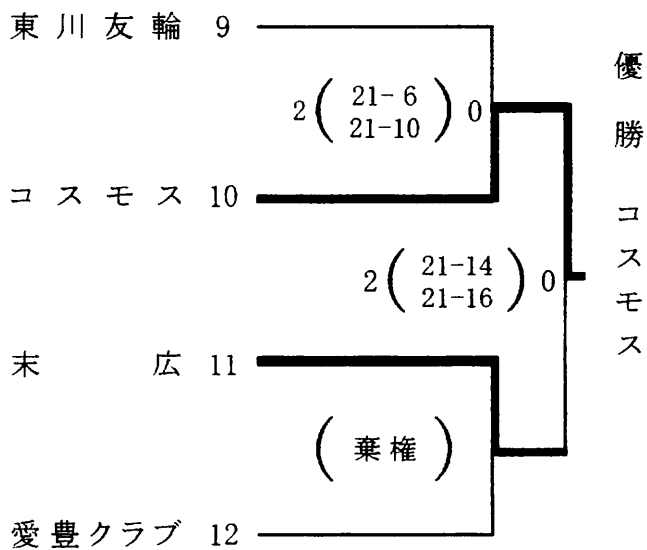 東川友輪 9
2 ( 21- 6 ) 0
21-10
コスモス 10
2 ( 21-14 ) 0
21-16
末広 11
( 棄権 )
愛豊クラブ 12
優勝 コスモス